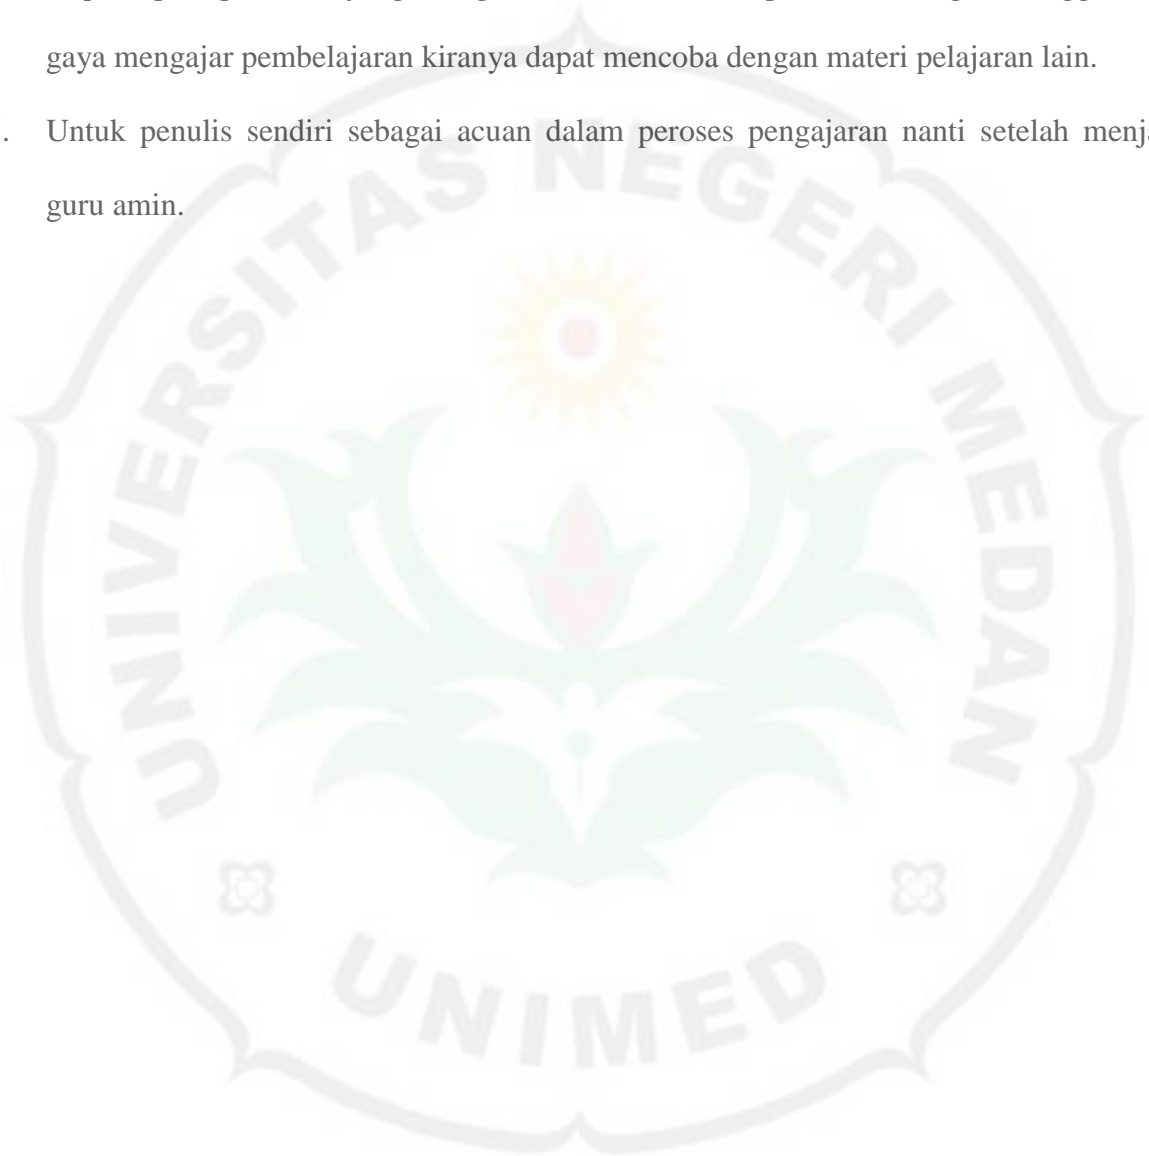 gaya mengajar pembelajaran kiranya dapat mencoba dengan materi pelajaran lain.
. Untuk penulis sendiri sebagai acuan dalam peroses pengajaran nanti setelah menj
guru amin.
UNIVERSITAS NEGERI MEDAN
UNIMED